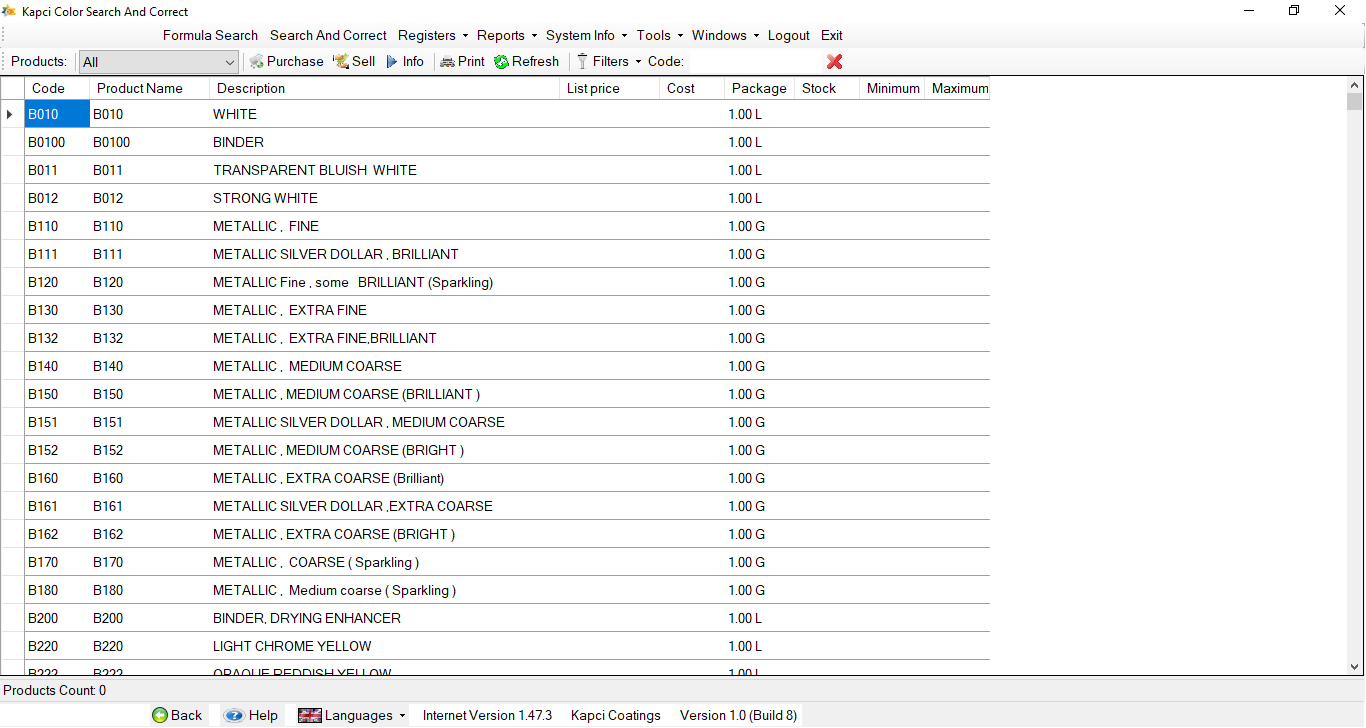 Kapci Color Search And Correct
Formula Search Search And Correct Registers Reports System Info Tools Windows Logout Exit
Products: All Purchase Sell Info Print Refresh Filters Code:
Code Product Name Description List price Cost Package Stock Minimum Maximum
B010 B010 WHITE 1.00 L
B0100 B0100 BINDER 1.00 L
B011 B011 TRANSPARENT BLUISH  WHITE 1.00 L
B012 B012 STRONG WHITE 1.00 L
B110 B110 METALLIC ,  FINE 1.00 G
B111 B111 METALLIC SILVER DOLLAR , BRILLIANT 1.00 G
B120 B120 METALLIC Fine , some   BRILLIANT (Sparkling) 1.00 G
B130 B130 METALLIC ,  EXTRA FINE 1.00 G
B132 B132 METALLIC ,  EXTRA FINE,BRILLIANT 1.00 G
B140 B140 METALLIC ,  MEDIUM COARSE 1.00 G
B150 B150 METALLIC , MEDIUM COARSE (BRILLIANT ) 1.00 G
B151 B151 METALLIC SILVER DOLLAR , MEDIUM COARSE 1.00 G
B152 B152 METALLIC , MEDIUM COARSE (BRIGHT ) 1.00 G
B160 B160 METALLIC , EXTRA COARSE (Brilliant) 1.00 G
B161 B161 METALLIC SILVER DOLLAR ,EXTRA COARSE 1.00 G
B162 B162 METALLIC , EXTRA COARSE (BRIGHT ) 1.00 G
B170 B170 METALLIC ,  COARSE ( Sparkling ) 1.00 G
B180 B180 METALLIC ,  Medium coarse ( Sparkling ) 1.00 G
B200 B200 BINDER, DRYING ENHANCER 1.00 L
B220 B220 LIGHT CHROME YELLOW 1.00 L
B222 B222 OPAQUE REDDISH YELLOW 1.00 L
Products Count: 0
Back Help Languages Internet Version 1.47.3 Kapci Coatings Version 1.0 (Build 8)